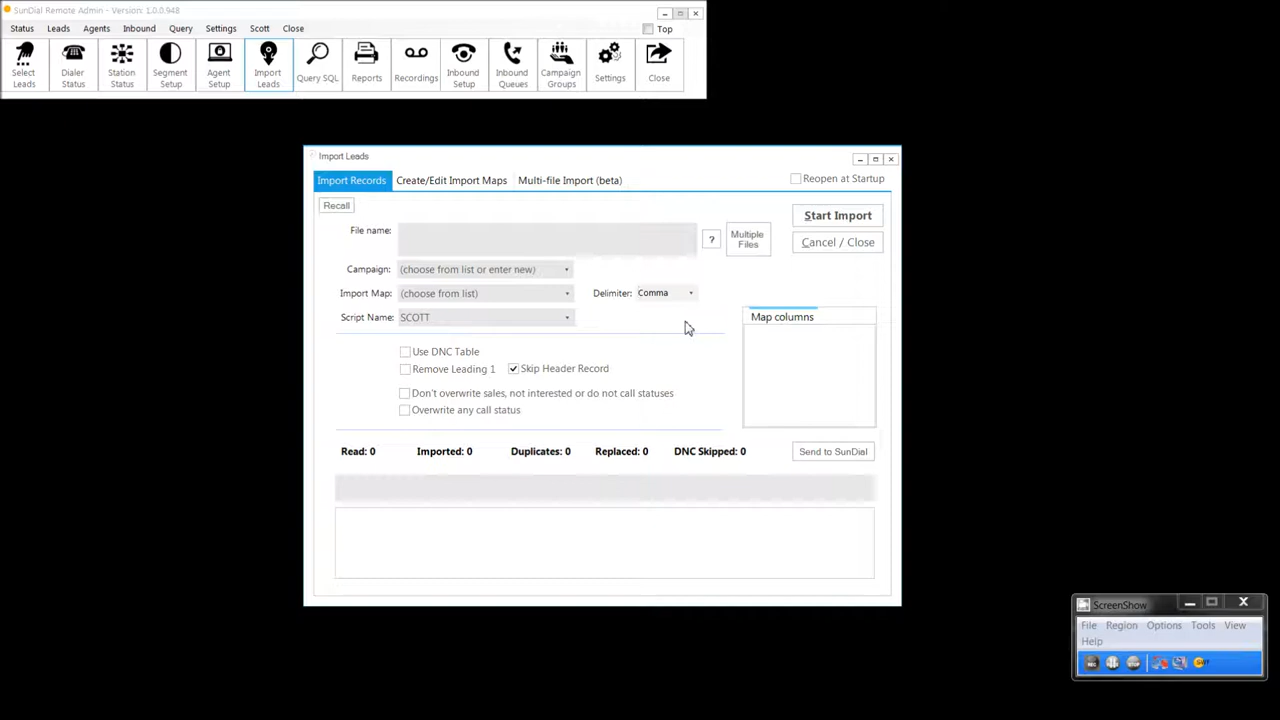 SunDial Remote Admin - Version: 1.0.0.948
Status Leads Agents Inbound Query Settings Scott Close
Top
Select Leads
Dialer Status
Station Status
Segment Setup
Agent Setup
Import Leads
Query SQL
Reports
Recordings
Inbound Setup
Inbound Queues
Campaign Groups
Settings
Close
Import Leads
Import Records Create/Edit Import Maps Multi-file Import (beta)
Reopen at Startup
Recall
Start Import
File name:
?
Multiple Files
Cancel / Close
Campaign: (choose from list or enter new)
Import Map: (choose from list) Delimiter: Comma
Script Name: SCOTT
Map columns
Use DNC Table
Remove Leading 1 Skip Header Record
Don't overwrite sales, not interested or do not call statuses
Overwrite any call status
Read: 0 Imported: 0 Duplicates: 0 Replaced: 0 DNC Skipped: 0
Send to SunDial
ScreenShow
File Region Options Tools View
Help
REC
STOP
SWF